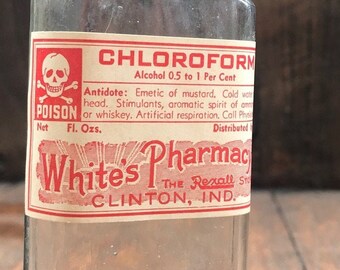 CHLOROFORM
Alcohol 0.5 to 1 Per Cent
POISON
Antidote: Emetic of mustard. Cold water
head. Stimulants, aromatic spirit of
or whiskey. Artificial respiration. Call
Net Fl. Ozs. Distributed
White's Pharmacy
THE Rexall
CLINTON, IND.